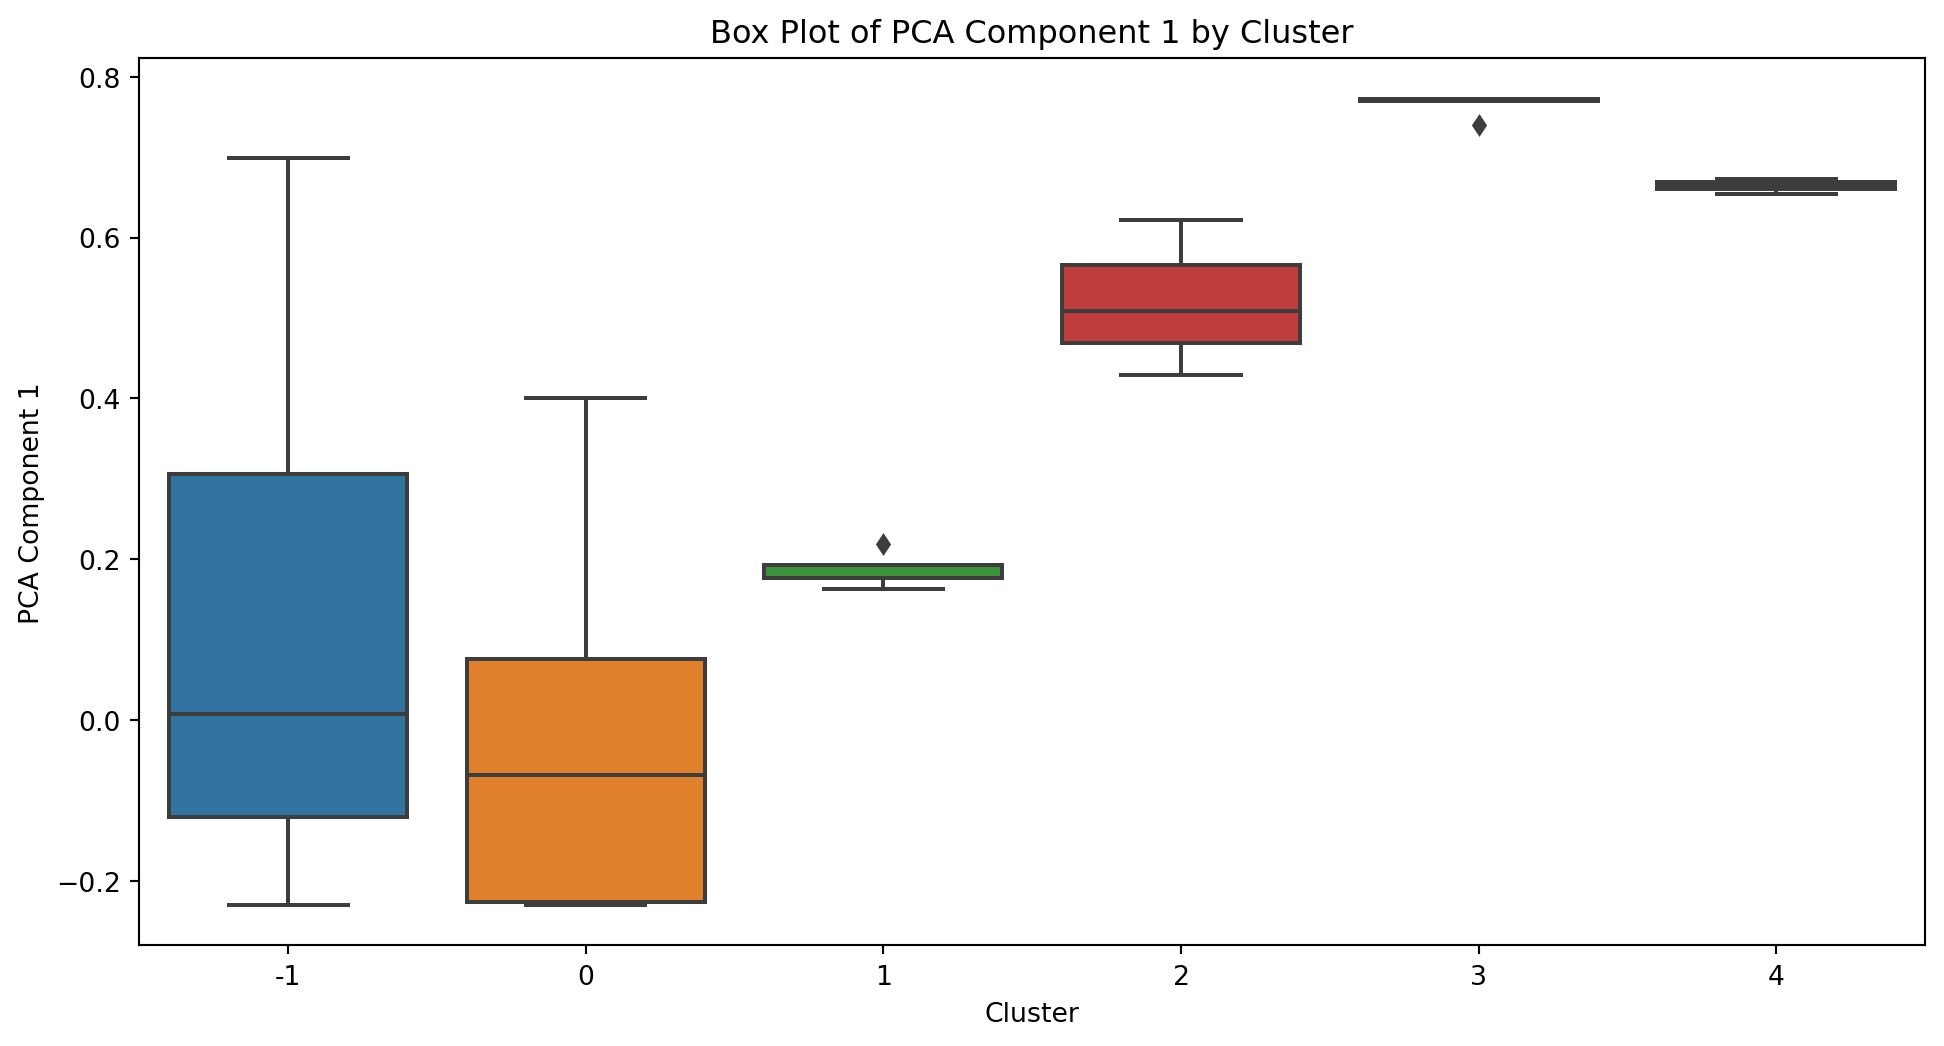 Box Plot of PCA Component 1 by Cluster
PCA Component 1
0.8
0.6
0.4
0.2
0.0
−0.2
-1 0 1 2 3 4
Cluster